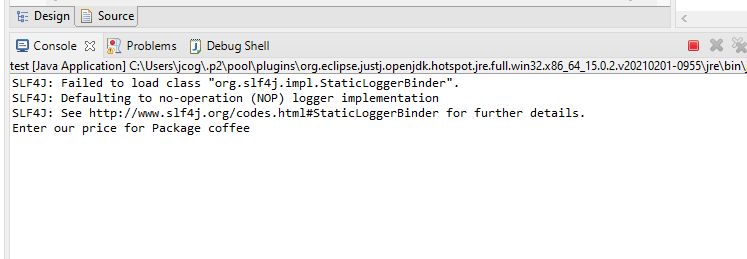 Design Source
Console Problems Debug Shell
test [Java Application] C:\Users\jcog\.p2\pool\plugins\org.eclipse.justj.openjdk.hotspot.jre.full.win32.x86_64_15.0.2.v20210201-0955\jre\bin\
SLF4J: Failed to load class "org.slf4j.impl.StaticLoggerBinder".
SLF4J: Defaulting to no-operation (NOP) logger implementation
SLF4J: See http://www.slf4j.org/codes.html#StaticLoggerBinder for further details.
Enter our price for Package coffee